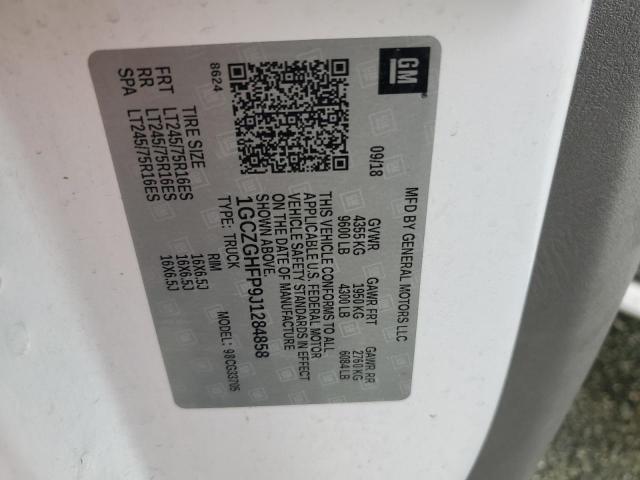 GM
MFD BY GENERAL MOTORS LLC
09/18
GVWR GAWR FRT GAWR RR
4355 KG 1950 KG 2760 KG
9600 LB 4300 LB 6084 LB
THIS VEHICLE CONFORMS TO ALL
APPLICABLE U.S. FEDERAL MOTOR
VEHICLE SAFETY STANDARDS IN EFFECT
ON THE DATE OF MANUFACTURE
SHOWN ABOVE.
1GCZGHFP9J1284858
TYPE: TRUCK MODEL: 98CG33705
8624
TIRE SIZE RIM
FRT LT245/75R16ES 16X6.5J
RR LT245/75R16ES 16X6.5J
SPA LT245/75R16ES 16X6.5J